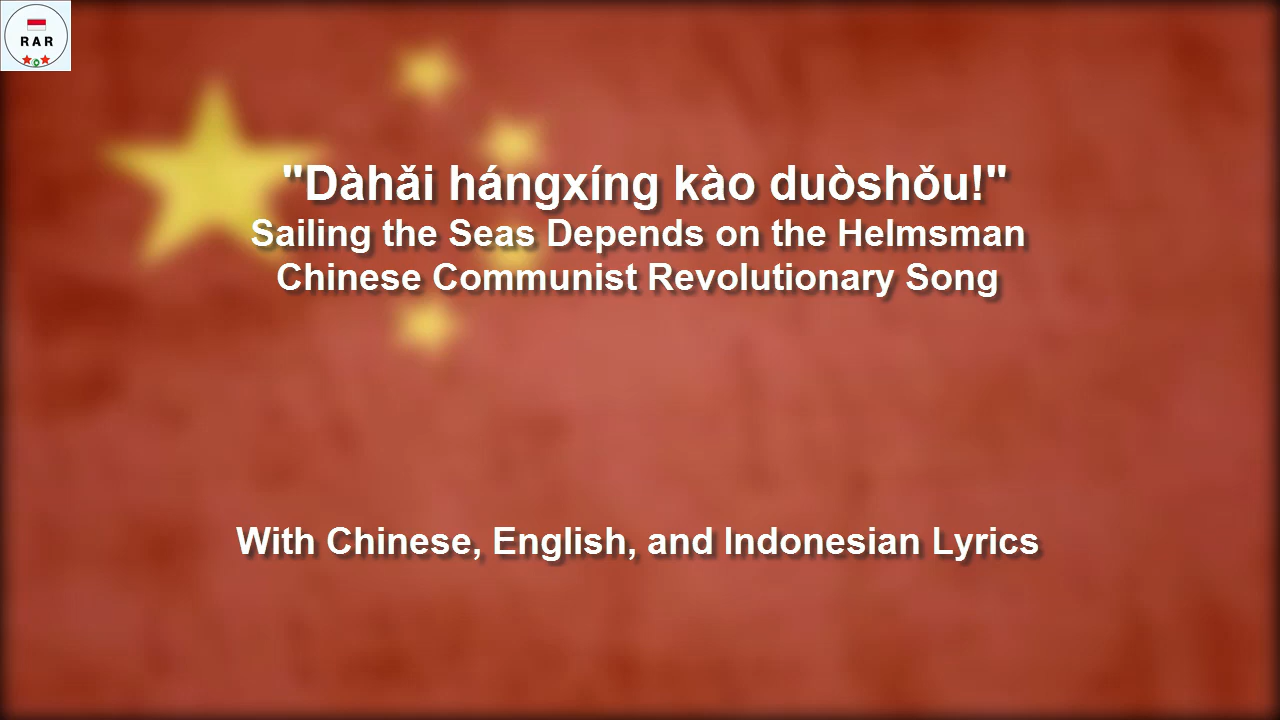 RAR
"Dàhǎi hángxíng kào duòshǒu!"
Sailing the Seas Depends on the Helmsman
Chinese Communist Revolutionary Song
With Chinese, English, and Indonesian Lyrics